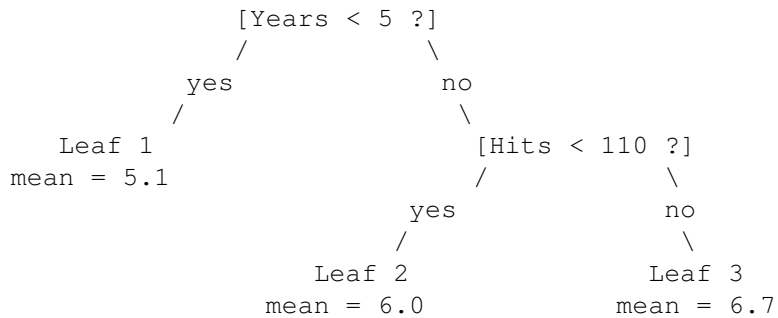 [Years < 5 ?]
/ \
yes no
/ \
Leaf 1 [Hits < 110 ?]
mean = 5.1 / \
yes no
/ \
Leaf 2 Leaf 3
mean = 6.0 mean = 6.7